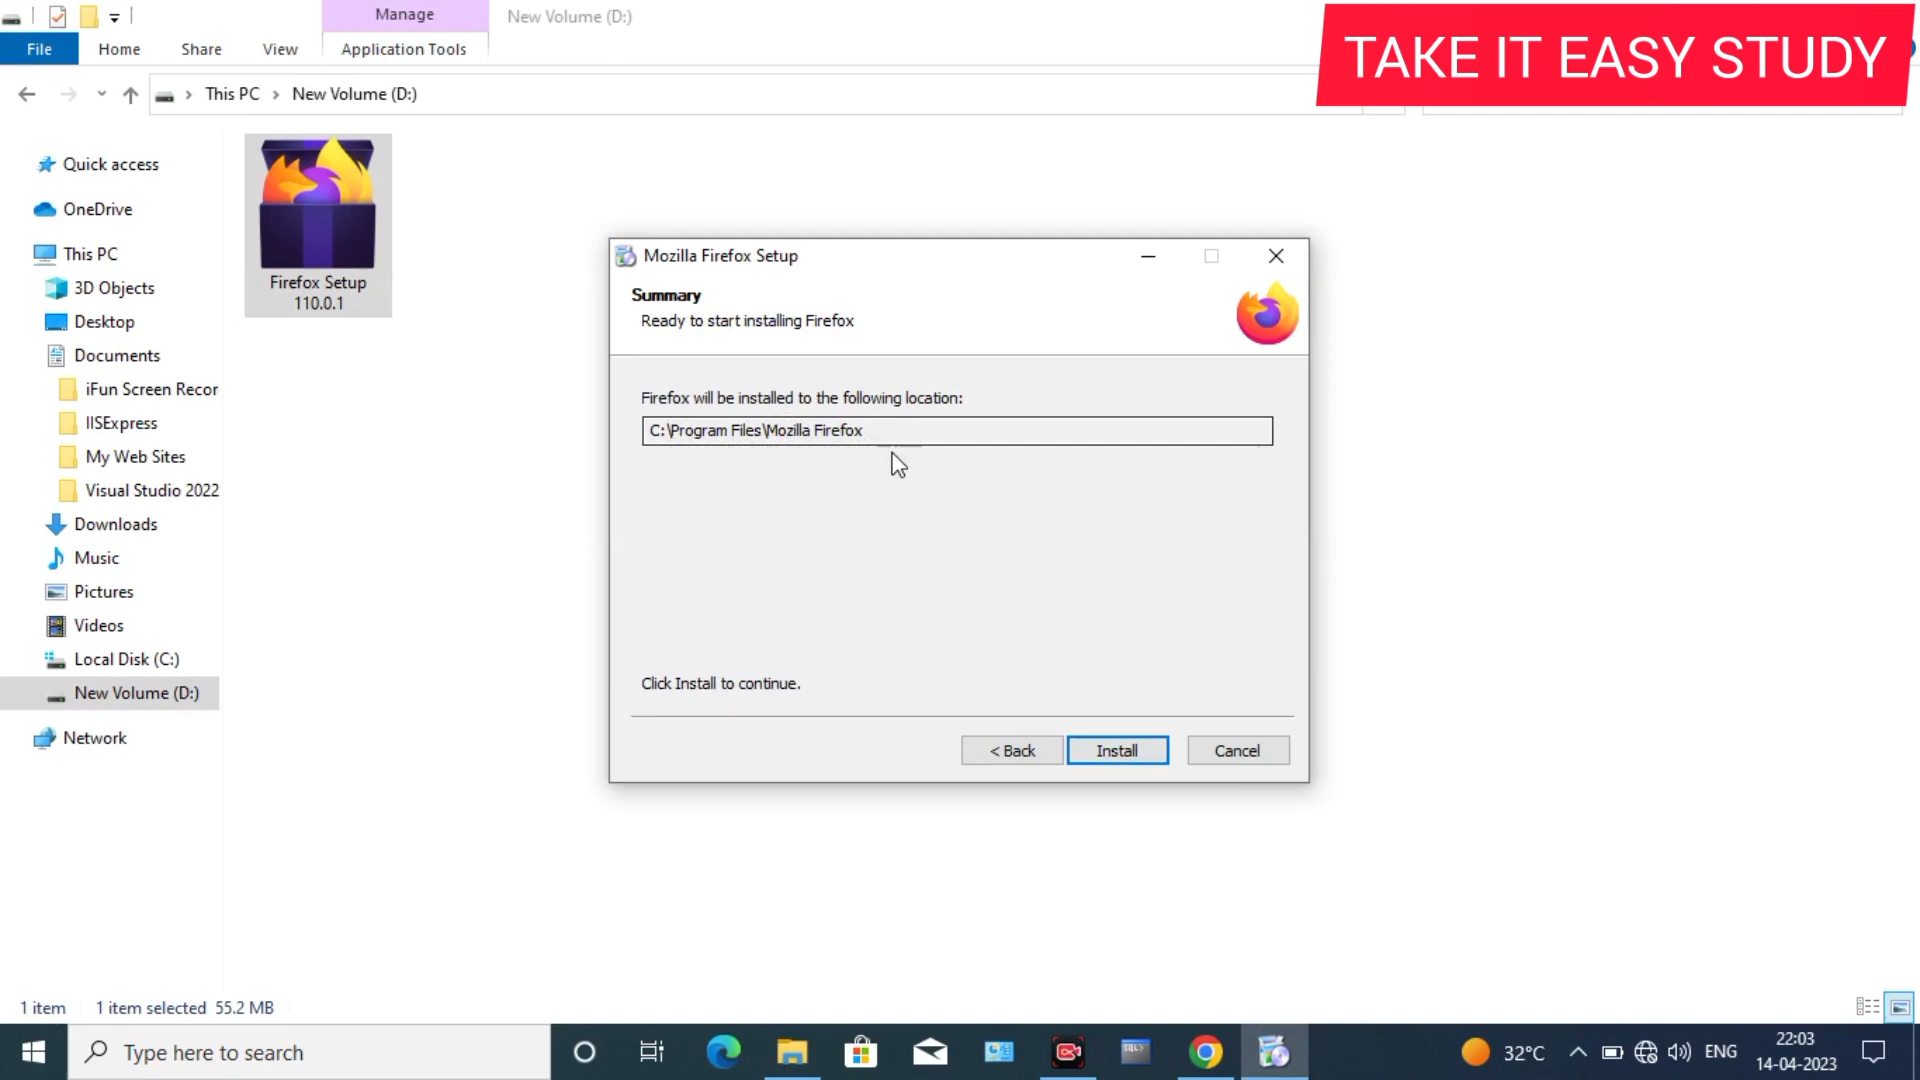 Manage
New Volume (D:)
File
Home
Share
View
Application Tools
TAKE IT EASY STUDY
This PC
New Volume (D:)
Quick access
OneDrive
This PC
3D Objects
Desktop
Documents
iFun Screen Recor
IISExpress
My Web Sites
Visual Studio 2022
Downloads
Music
Pictures
Videos
Local Disk (C:)
New Volume (D:)
Network
Firefox Setup
110.0.1
Mozilla Firefox Setup
Summary
Ready to start installing Firefox
Firefox will be installed to the following location:
C:\Program Files\Mozilla Firefox
Click Install to continue.
< Back
Install
Cancel
1 item
1 item selected 55.2 MB
Type here to search
SQL
32°C
ENG
22:03
14-04-2023